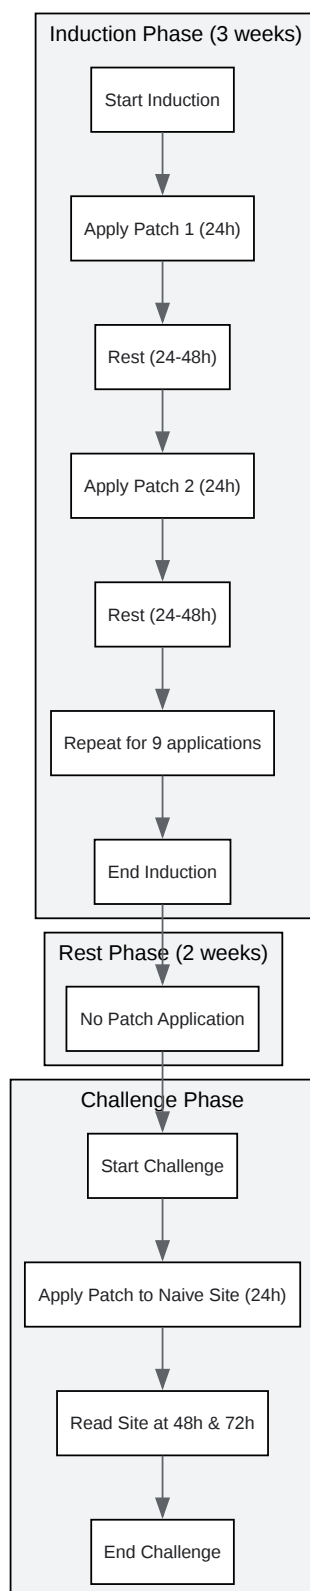 Induction Phase (3 weeks)
Start Induction
Apply Patch 1 (24h)
Rest (24-48h)
Apply Patch 2 (24h)
Rest (24-48h)
Repeat for 9 applications
End Induction
Rest Phase (2 weeks)
No Patch Application
Challenge Phase
Start Challenge
Apply Patch to Naive Site (24h)
Read Site at 48h & 72h
End Challenge